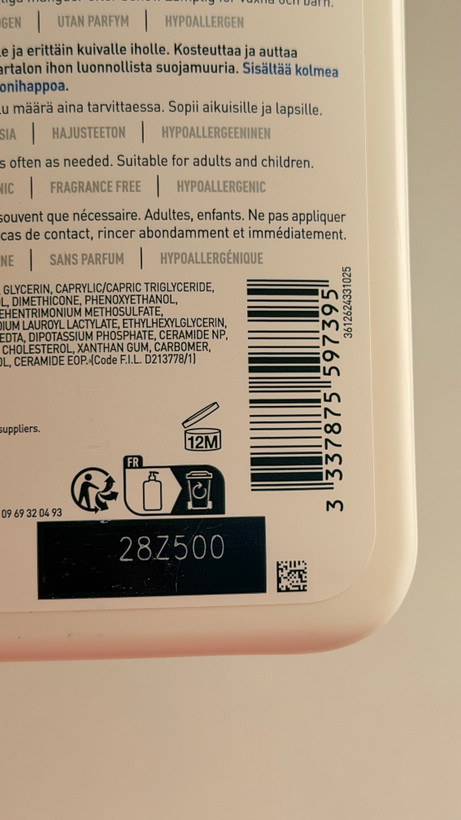 UTAN PARFYM | HYPOALLERGEN
e ja erittäin kuivalle iholle. Kosteuttaa ja auttaa
artalon ihon luonnollista suojamuuria. Sisältää kolmea
onihappoa.
u määrä aina tarvittaessa. Sopii aikuisille ja lapsille.
SIA | HAJUSTEETON | HYPOALLERGEENINEN
s often as needed. Suitable for adults and children.
NIC | FRAGRANCE FREE | HYPOALLERGENIC
souvent que nécessaire. Adultes, enfants. Ne pas appliquer
cas de contact, rincer abondamment et immédiatement.
NE | SANS PARFUM | HYPOALLERGÉNIQUE
GLYCERIN, CAPRYLIC/CAPRIC TRIGLYCERIDE,
L, DIMETHICONE, PHENOXYETHANOL,
EHENTRIMONIUM METHOSULFATE,
DIUM LAUROYL LACTYLATE, ETHYLHEXYLGLYCERIN,
EDTA, DIPOTASSIUM PHOSPHATE, CERAMIDE NP,
CHOLESTEROL, XANTHAN GUM, CARBOMER,
OL, CERAMIDE EOP. (Code F.I.L. D213778/1)
3612624331025
3 337875 597395
suppliers.
12M
FR
09 69 32 04 93
28Z500